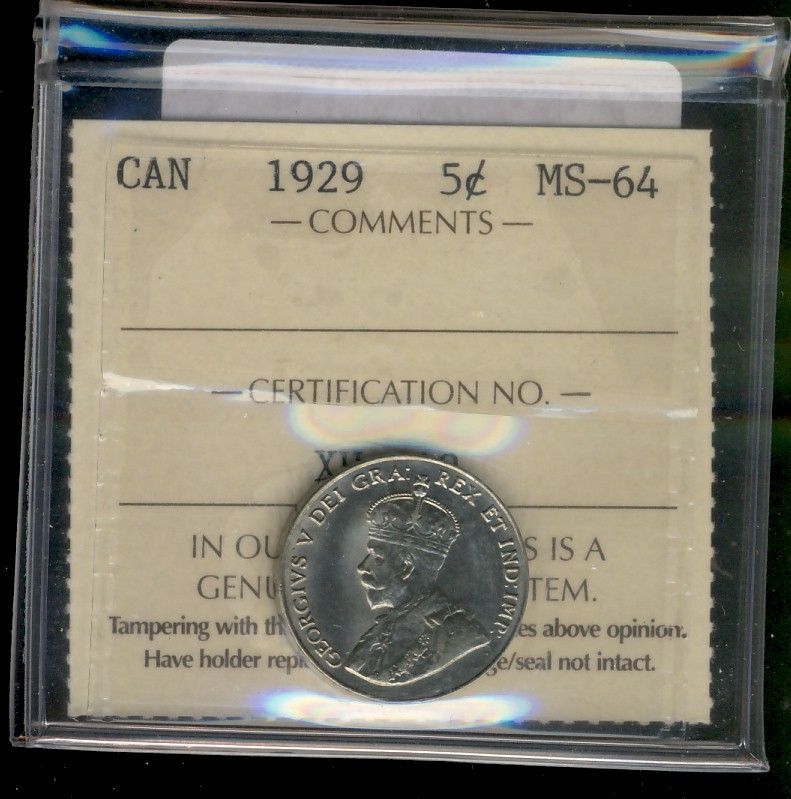 CAN 1929 5¢ MS-64
— COMMENTS —
— CERTIFICATION NO. —
GEORGIVS V DEI GRA: REX ET IND: IMP:
IN OU S IS A
GENU TEM.
Tampering with th es above opinion.
Have holder repl ge/seal not intact.